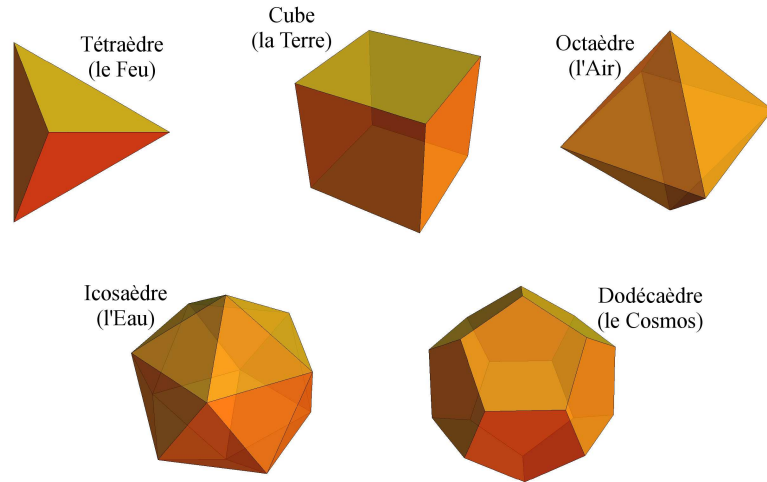 Tétraèdre
(le Feu)
Cube
(la Terre)
Octaèdre
(l'Air)
Icosaèdre
(l'Eau)
Dodécaèdre
(le Cosmos)